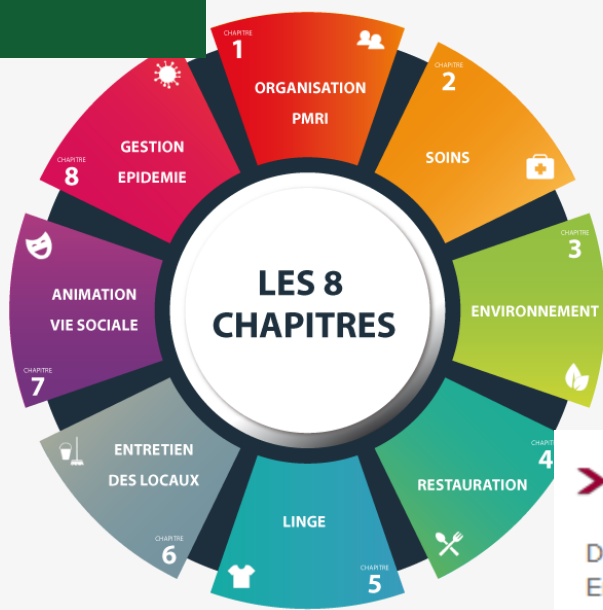 CHAPITRE
1
ORGANISATION
PMRI
CHAPITRE
2
SOINS
CHAPITRE
3
ENVIRONNEMENT
4
RESTAURATION
LINGE
CHAPITRE
5
ENTRETIEN
DES LOCAUX
CHAPITRE
6
ANIMATION
VIE SOCIALE
CHAPITRE
7
GESTION
EPIDEMIE
CHAPITRE
8
LES 8
CHAPITRES